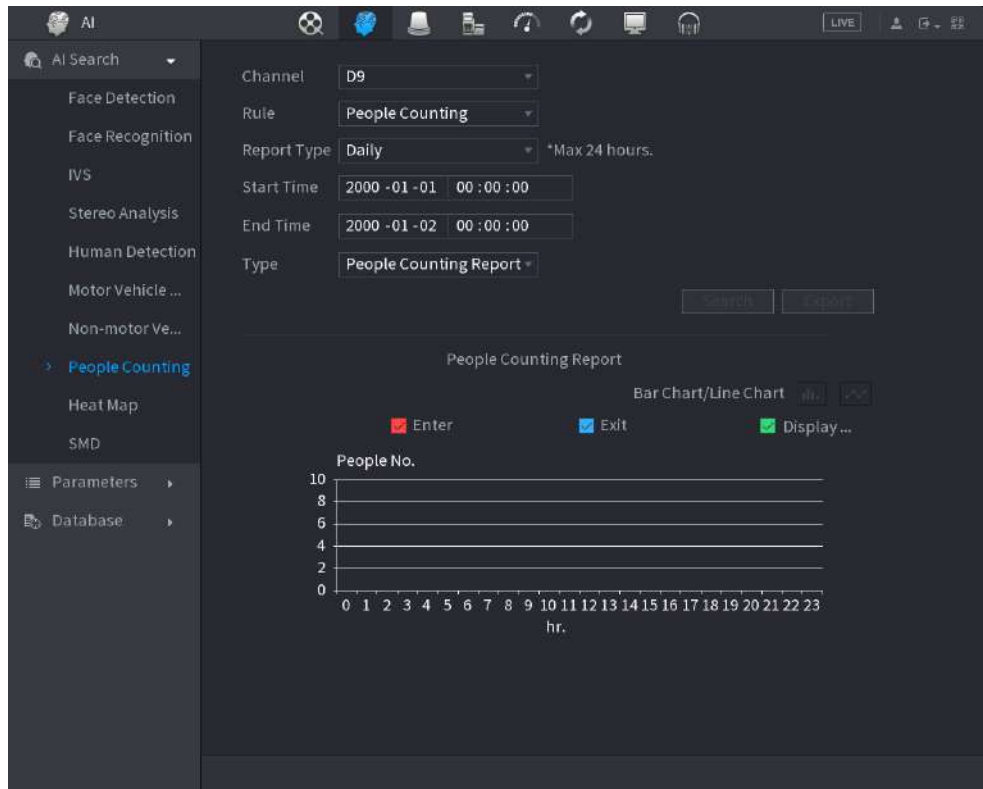 AI
LIVE
AI Search
Face Detection
Face Recognition
IVS
Stereo Analysis
Human Detection
Motor Vehicle ...
Non-motor Ve...
People Counting
Heat Map
SMD
Parameters
Database
Channel D9
Rule People Counting
Report Type Daily *Max 24 hours.
Start Time 2000 -01 -01 00 :00 :00
End Time 2000 -01 -02 00 :00 :00
Type People Counting Report
Search Export
People Counting Report
Bar Chart/Line Chart
Enter Exit Display ...
People No.
10
8
6
4
2
0
0 1 2 3 4 5 6 7 8 9 10 11 12 13 14 15 16 17 18 19 20 21 22 23
hr.